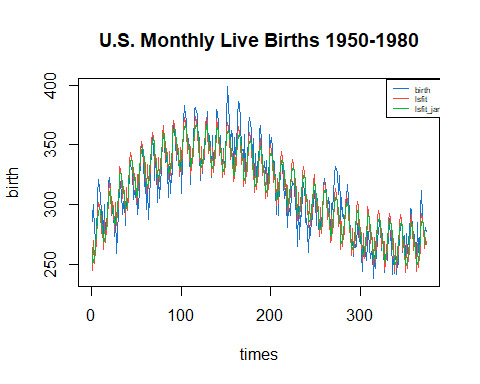 U.S. Monthly Live Births 1950-1980
birth
lsfit
lsfit_jar
400
350
300
250
birth
0
100
200
300
times